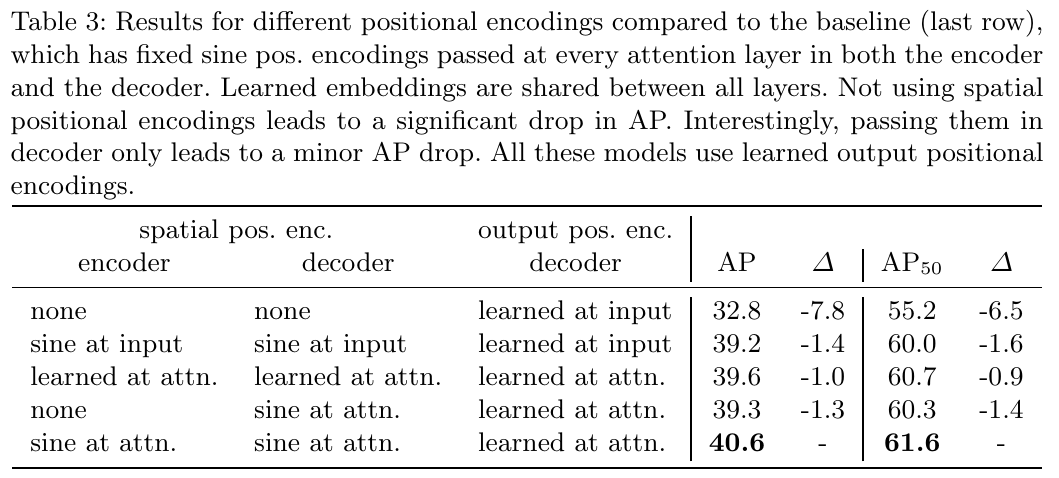 Table 3: Results for different positional encodings compared to the baseline (last row),
which has fixed sine pos. encodings passed at every attention layer in both the encoder
and the decoder. Learned embeddings are shared between all layers. Not using spatial
positional encodings leads to a significant drop in AP. Interestingly, passing them in
decoder only leads to a minor AP drop. All these models use learned output positional
encodings.
spatial pos. enc. output pos. enc.
encoder decoder decoder AP Δ AP₅₀ Δ
none none learned at input 32.8 -7.8 55.2 -6.5
sine at input sine at input learned at input 39.2 -1.4 60.0 -1.6
learned at attn. learned at attn. learned at attn. 39.6 -1.0 60.7 -0.9
none sine at attn. learned at attn. 39.3 -1.3 60.3 -1.4
sine at attn. sine at attn. learned at attn. 40.6 - 61.6 -